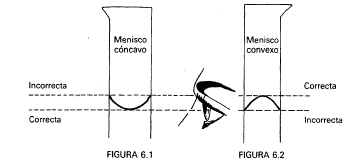 Menisco
cóncavo
Menisco
convexo
Incorrecta
Correcta
Correcta
Incorrecta
FIGURA 6.1
FIGURA 6.2